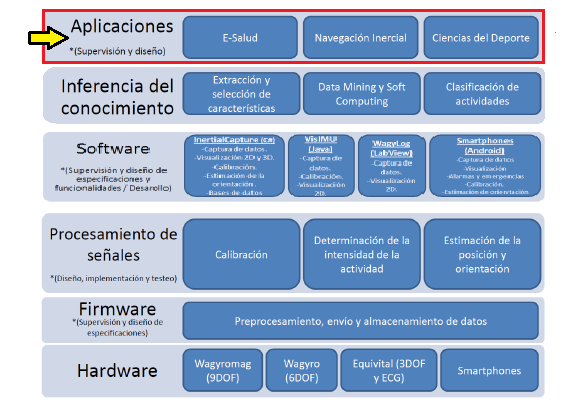 Aplicaciones
*(Supervisión y diseño)
E-Salud
Navegación Inercial
Ciencias del Deporte
Inferencia del
conocimiento
Extracción y
selección de
características
Data Mining y Soft
Computing
Clasificación de
actividades
Software
*(Supervisión y diseño de
especificaciones y
funcionalidades / Desarollo)
InertialCapture (C#)
-Captura de datos.
-Visualización 2D y 3D.
-Calibración.
-Estimación de la
orientación.
-Bases de datos
VisIMU
(Java)
-Captura de
datos.
-Calibración.
-Visualización
2D.
WagyLog
(LabView)
-Captura de
datos.
-Visualización
2D.
Smartphones
(Android)
-Captura de datos
-Visualización
-Alarmas y emergencias
-Calibración.
-Estimación de orientación
Procesamiento de
señales
*(Diseño, implementación y testeo)
Calibración
Determinación de la
intensidad de la
actividad
Estimación de la
posición y
orientación
Firmware
*(Supervisión y diseño de
especificaciones)
Preprocesamiento, envío y almacenamiento de datos
Hardware
Wagyromag
(9DOF)
Wagyro
(6DOF)
Equivital (3DOF
y ECG)
Smartphones